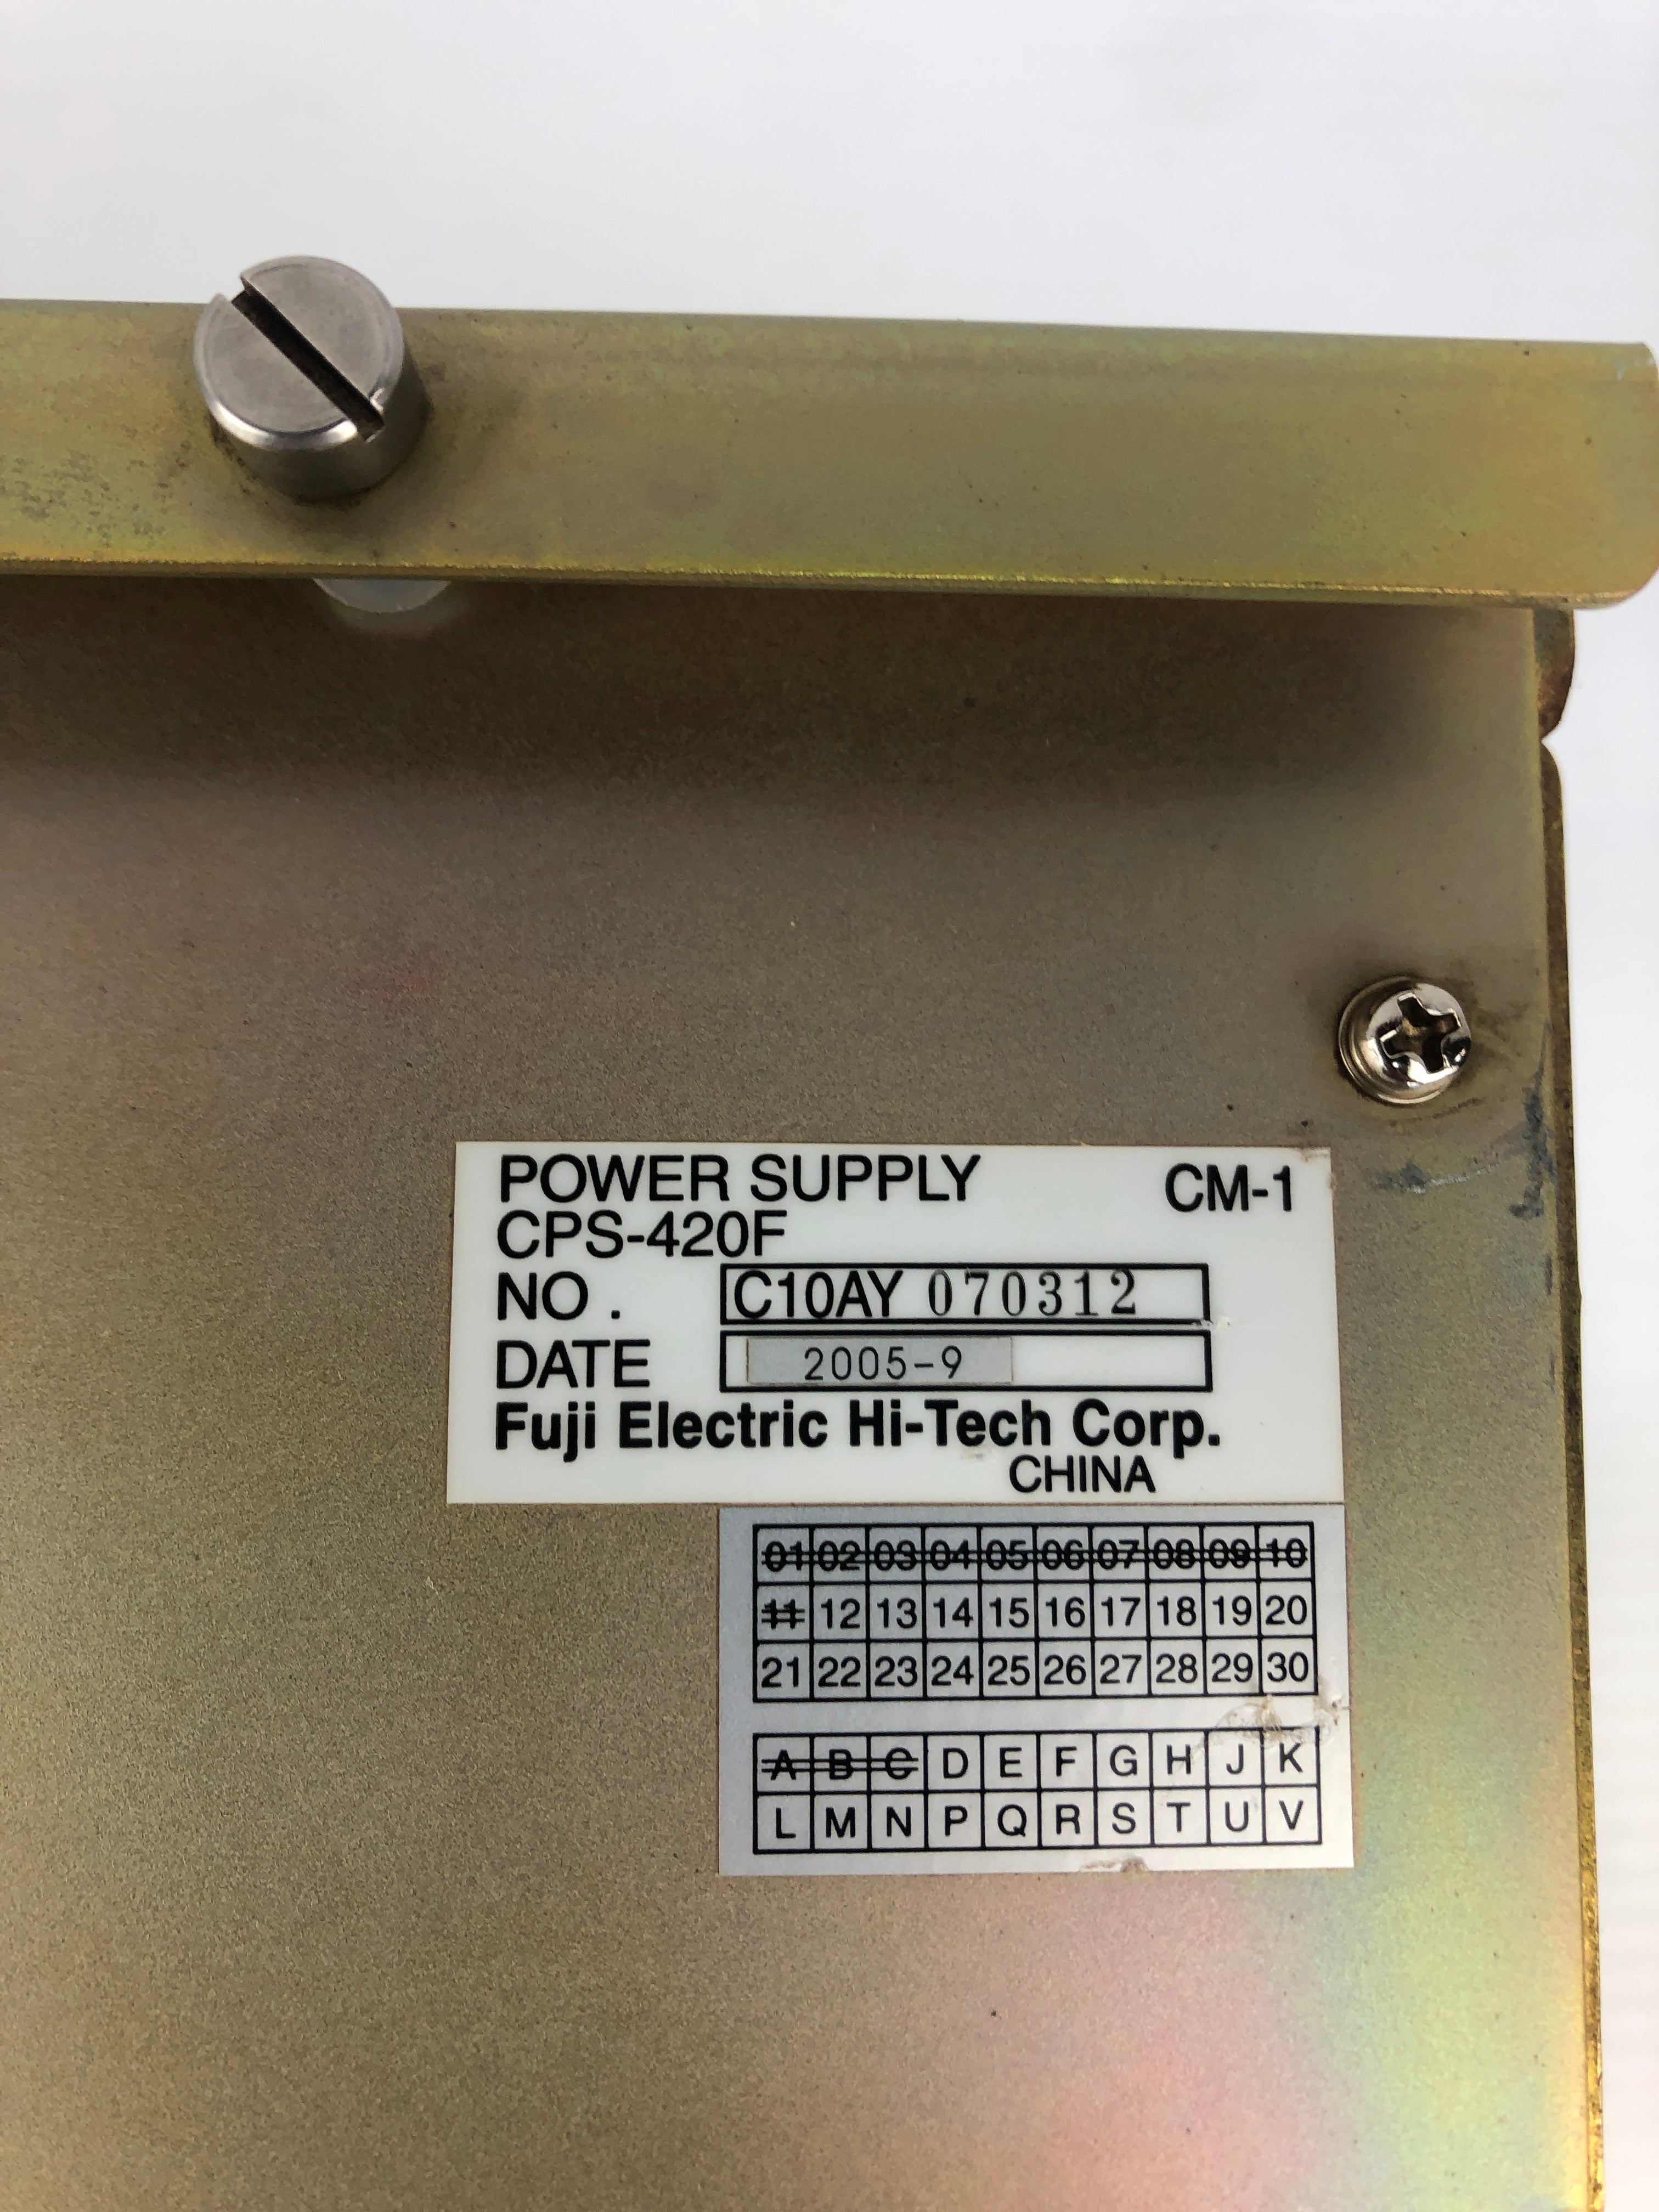 POWER SUPPLY CM-1
CPS-420F
NO. C10AY 070312
DATE 2005-9
Fuji Electric Hi-Tech Corp.
CHINA
01 02 03 04 05 06 07 08 09 10
11 12 13 14 15 16 17 18 19 20
21 22 23 24 25 26 27 28 29 30
A B C D E F G H J K
L M N P Q R S T U V